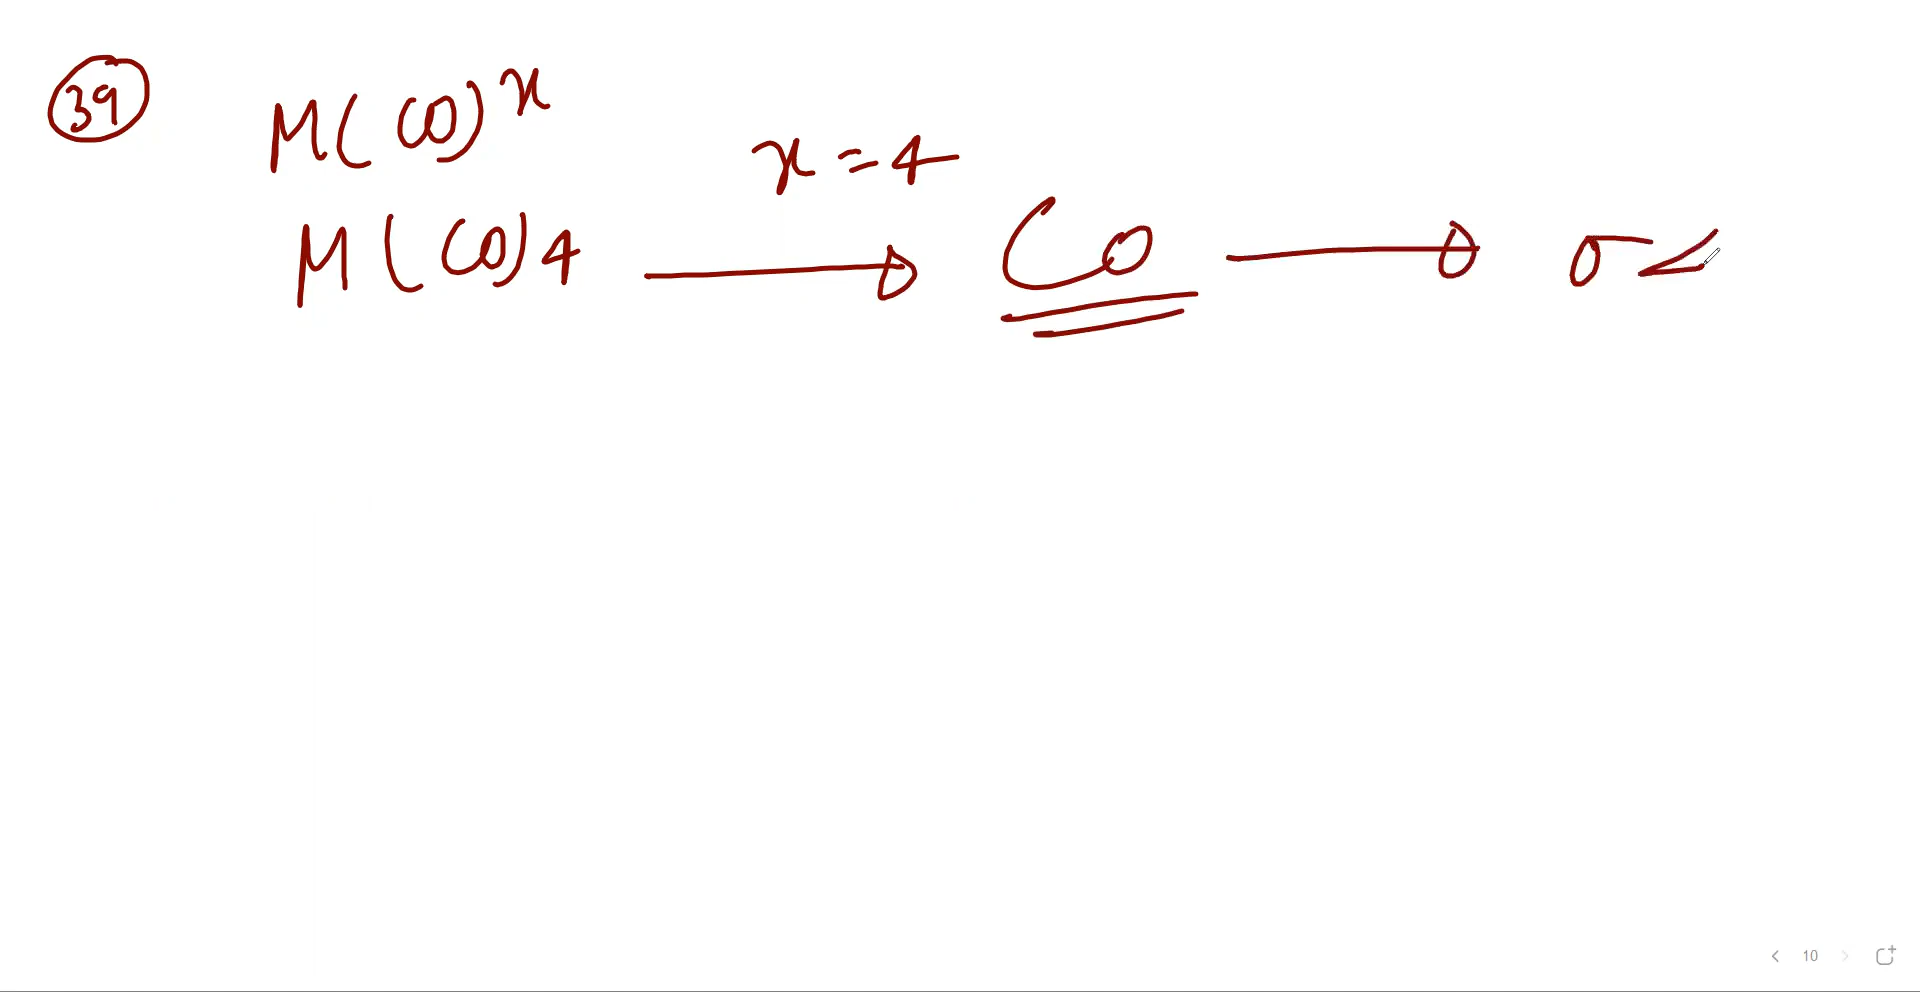 39
M(CO)^x
x = 4
M(CO)4 → CO → σ <
10